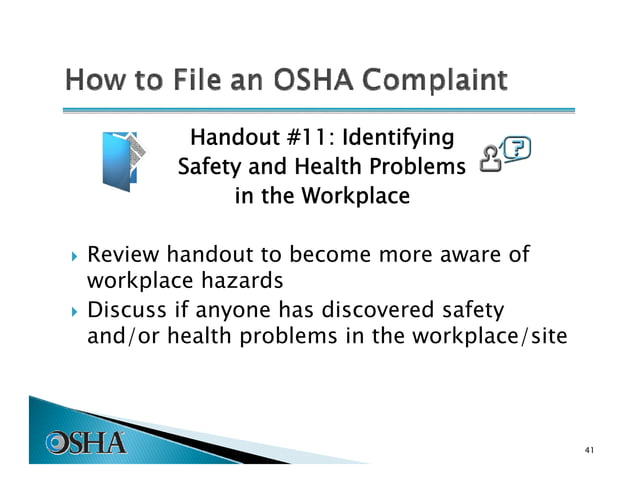 How to File an OSHA Complaint
Handout #11: Identifying
Safety and Health Problems
in the Workplace
?
Review handout to become more aware of
workplace hazards
Discuss if anyone has discovered safety
and/or health problems in the workplace/site
OSHA
41